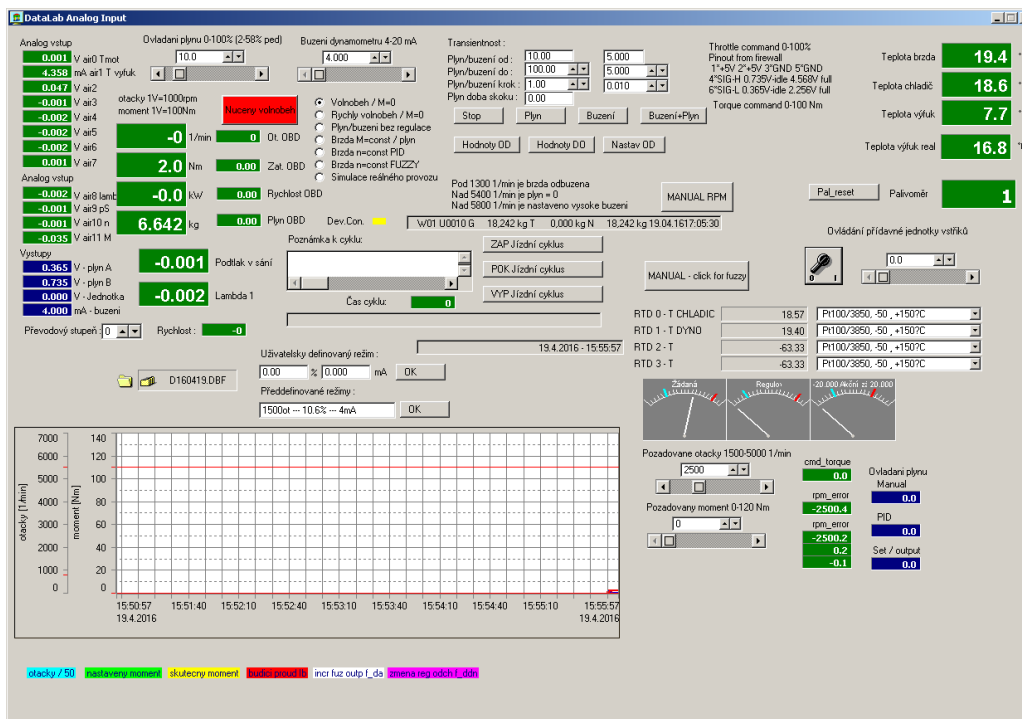 DataLab Analog Input
Analog vstup
0.001 V air0 Tmot
4.358 mA air1 T vyfuk
0.047 V air2
-0.001 V air3
-0.002 V air4
-0.002 V air5
-0.002 V air6
0.001 V air7
Analog vstup
-0.002 V air8 lamb
-0.001 V air9 pS
-0.001 V air10 n
-0.035 V air11 M
Vystupy
0.365 V - plyn A
0.735 V - plyn B
0.000 V - Jednotka
4.000 mA - buzeni
Převodový stupeň : 0
Rychlost : -0
Ovladani plynu 0-100% (2-58% ped)
10.0
Buzeni dynamometru 4-20 mA
4.000
otacky 1V=1000rpm
moment 1V=100Nm
Nuceny volnobeh
-0 1/min
0 Ot. OBD
2.0 Nm
0.00 Zat. OBD
-0.0 kW
0.00 Rychlost OBD
6.642 kg
0.00 Plyn OBD
Dev.Con.
-0.001 Podtlak v sání
-0.002 Lambda 1
Volnobeh / M=0
Rychly volnobeh / M=0
Plyn/buzeni bez regulace
Brzda M=const / plyn
Brzda n=const PID
Brzda n=const FUZZY
Simulace reálného provozu
Transientnost :
Plyn/buzení od : 10.00 5.000
Plyn/buzení do : 100.00 5.000
Plyn/buzení krok : 1.00 0.010
Plyn doba skoku : 0.00
Stop Plyn Buzení Buzení+Plyn
Hodnoty OD Hodnoty DO Nastav OD
Throttle command 0-100%
Pinout from firewall
1"+5V 2"+5V 3"GND 5"GND
4"SIG-H 0.735V-idle 4.568V full
6"SIG-L 0.365V-idle 2.256V full
Torque command 0-100 Nm
Teplota brzda 19.4 °
Teplota chladič 18.6 °
Teplota výfuk 7.7 °
Teplota výfuk real 16.8
Pod 1300 1/min je brzda odbuzena
Nad 5400 1/min je plyn = 0
Nad 5800 1/min je nastaveno vysoke buzeni
MANUAL RPM
Pal_reset
Palivoměr 1
W01 U00010 G 18,242 kg T 0,000 kg N 18,242 kg 19.04.1617:05:30
Poznámka k cyklu:
ZAP Jízdní cyklus
POK Jízdní cyklus
VYP Jízdní cyklus
Čas cyklu: 0
MANUAL - click for fuzzy
Ovládání přídavné jednotky vstřiků
0 I
0.0
RTD 0 - T CHLADIC 18.57 Pt100/3850, -50 , +150?C
RTD 1 - T DYNO 19.40 Pt100/3850, -50 , +150?C
RTD 2 - T -63.33 Pt100/3850, -50 , +150?C
RTD 3 - T -63.33 Pt100/3850, -50 , +150?C
19.4.2016 - 15:55:57
Uživatelsky definovaný režim :
0.00 % 0.000 mA OK
D160419.DBF
Předdefinované režimy :
1500ot --- 10.6% --- 4mA OK
Žádaná
-20.000 20.000
7000 140
6000 120
5000 100
4000 80
3000 60
2000 40
1000 20
0 0
otacky [1/min]
moment [Nm]
15:50:57 15:51:40 15:52:10 15:52:40 15:53:10 15:53:40 15:54:10 15:54:40 15:55:10 15:55:57
19.4.2016 19.4.2016
Pozadovane otacky 1500-5000 1/min
2500
Pozadovany moment 0-120 Nm
0
cmd_torque
0.0
rpm_error
-2500.4
rpm_error
-2500.2
0.2
-0.1
Ovladani plynu
Manual
0.0
PID
0.0
Set / output
0.0
otacky / 50 nastaveny moment skutecny moment budici proud fb incr fuz outp f_da zmena reg odch f_ddn